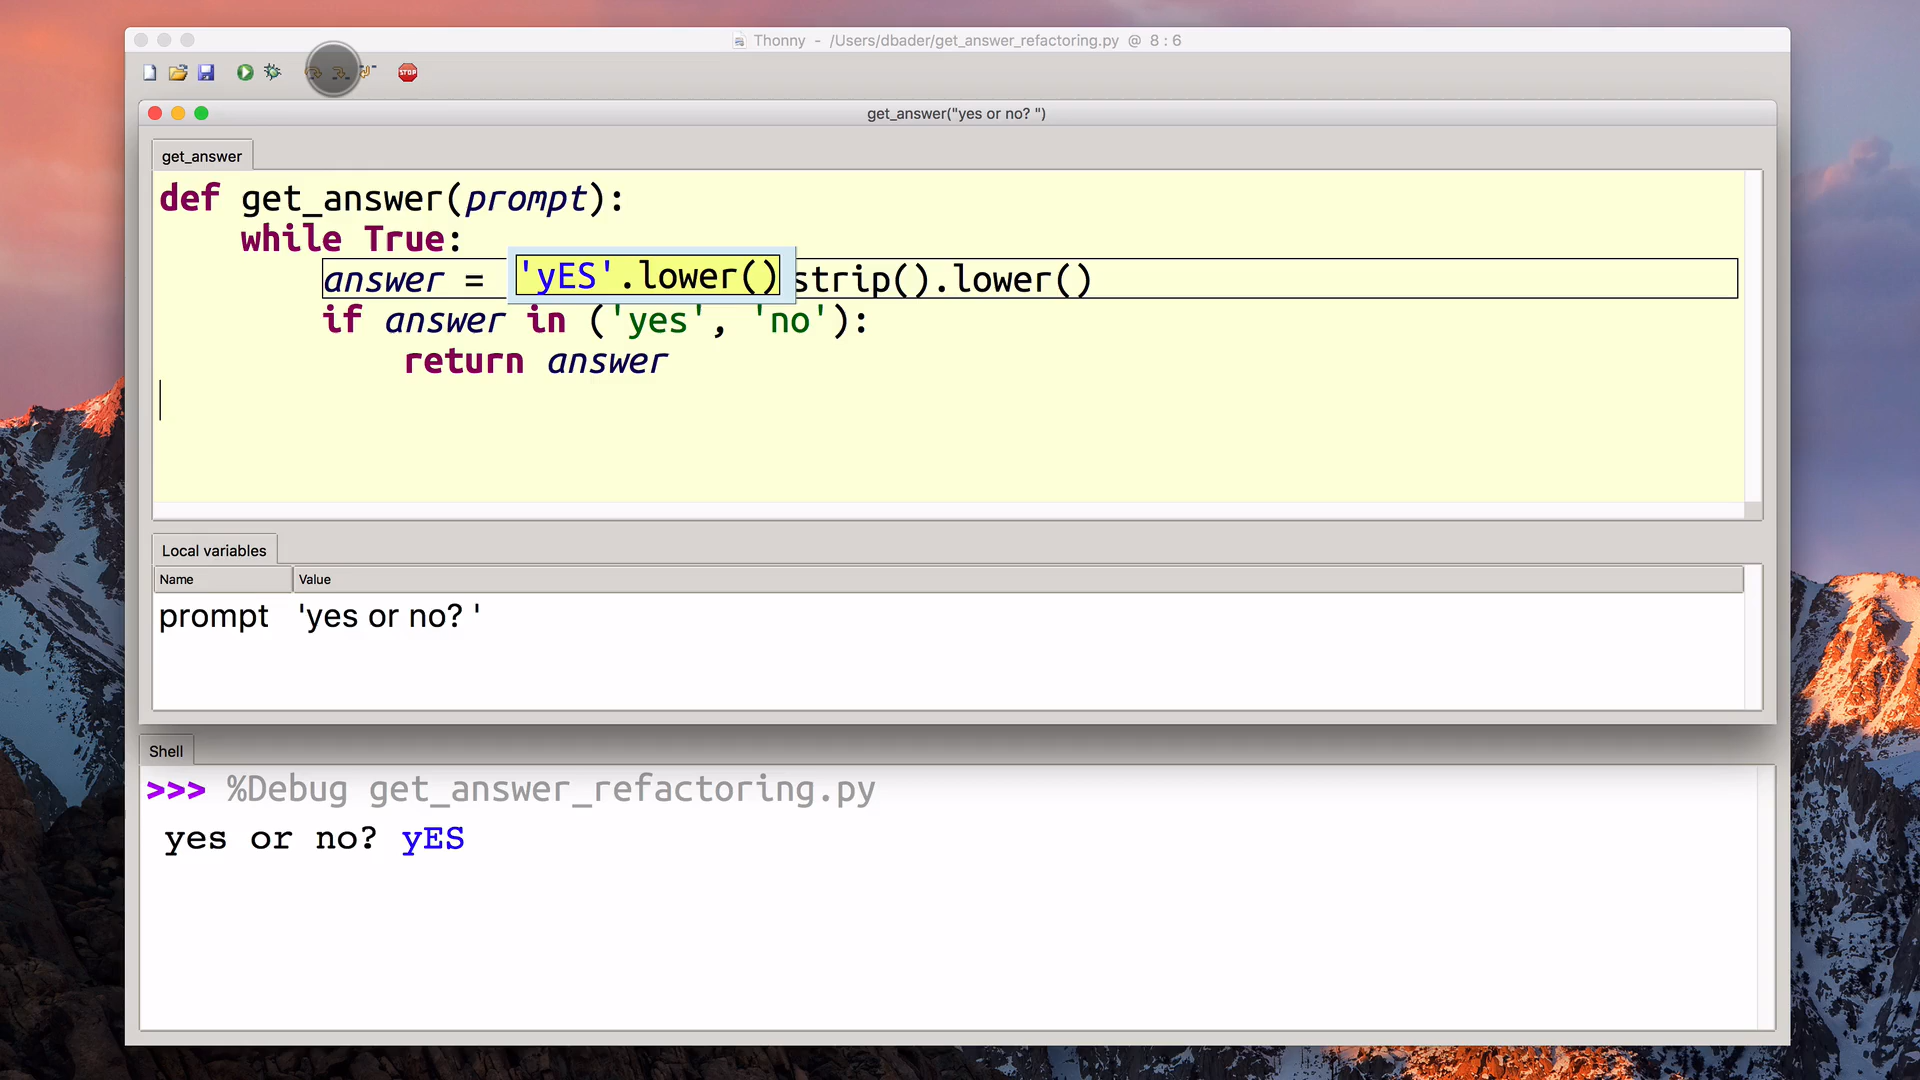 Thonny - /Users/dbader/get_answer_refactoring.py @ 8 : 6
STOP
get_answer("yes or no? ")
get_answer
def get_answer(prompt):
while True:
answer = 'yES'.lower() strip().lower()
if answer in ('yes', 'no'):
return answer
Local variables
Name Value
prompt 'yes or no? '
Shell
>>> %Debug get_answer_refactoring.py
yes or no? yES